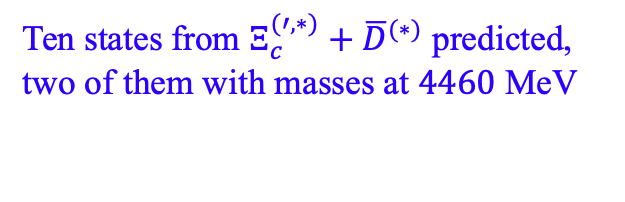 Ten states from Ξ_c^(′,*) + D̅^(*) predicted,
two of them with masses at 4460 MeV